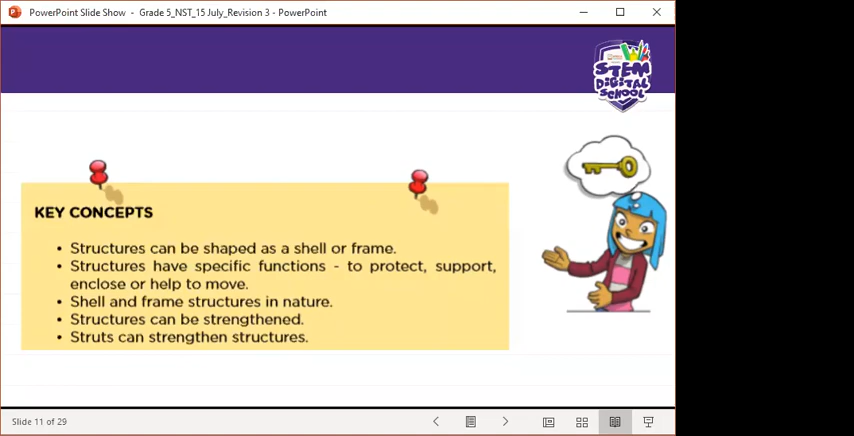 PowerPoint Slide Show - Grade 5_NST_15 July_Revision 3 - PowerPoint
STEM
DIGITAL
SCHOOL
KEY CONCEPTS
• Structures can be shaped as a shell or frame.
• Structures have specific functions - to protect, support,
enclose or help to move.
• Shell and frame structures in nature.
• Structures can be strengthened.
• Struts can strengthen structures.
Slide 11 of 29